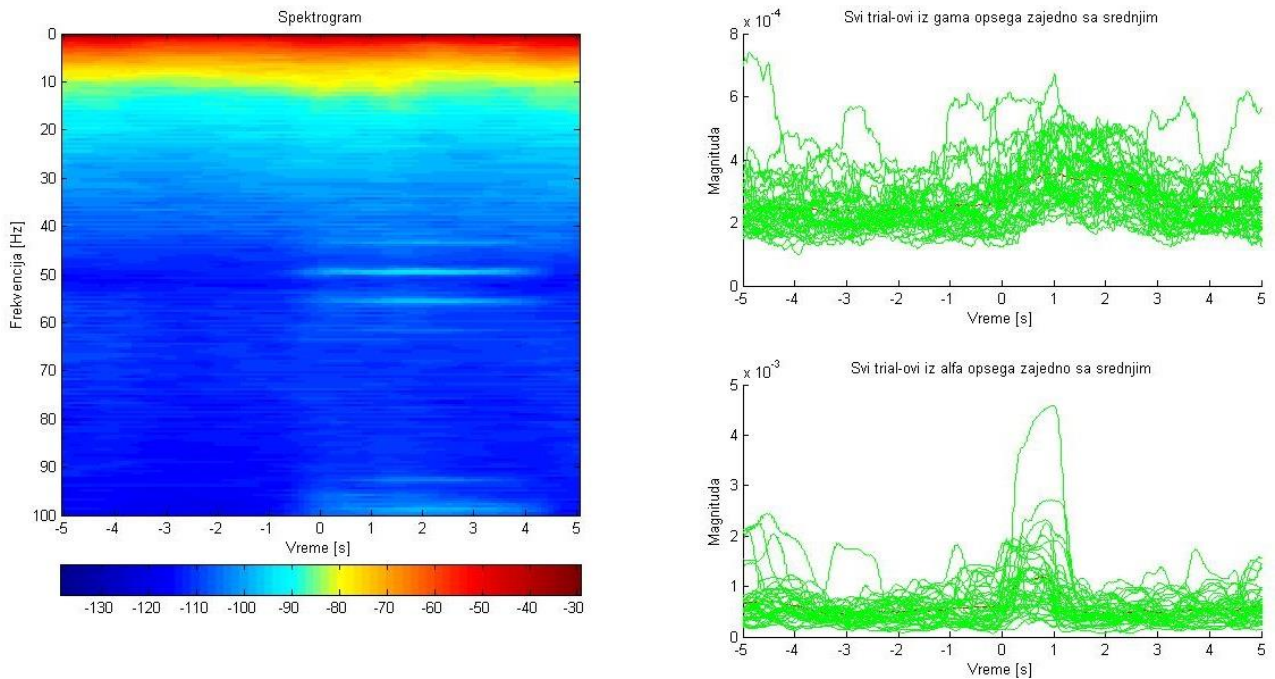 Spektrogram
0
10
20
30
40
50
60
70
80
90
100
Frekvencija [Hz]
-5 -4 -3 -2 -1 0 1 2 3 4 5
Vreme [s]
-130 -120 -110 -100 -90 -80 -70 -60 -50 -40 -30
Svi trial-ovi iz gama opsega zajedno sa srednjim
x 10^-4
8
6
4
2
0
Magnituda
-5 -4 -3 -2 -1 0 1 2 3 4 5
Vreme [s]
Svi trial-ovi iz alfa opsega zajedno sa srednjim
x 10^-3
5
4
3
2
1
0
Magnituda
-5 -4 -3 -2 -1 0 1 2 3 4 5
Vreme [s]